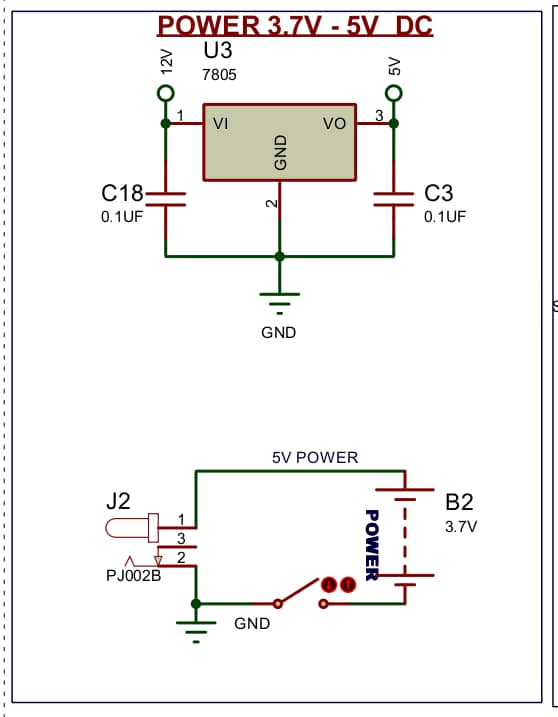 POWER 3.7V - 5V DC
U3
7805
12V
5V
1
VI
VO
3
GND
2
C18
0.1UF
C3
0.1UF
GND
5V POWER
J2
1
3
2
PJ002B
POWER
B2
3.7V
GND